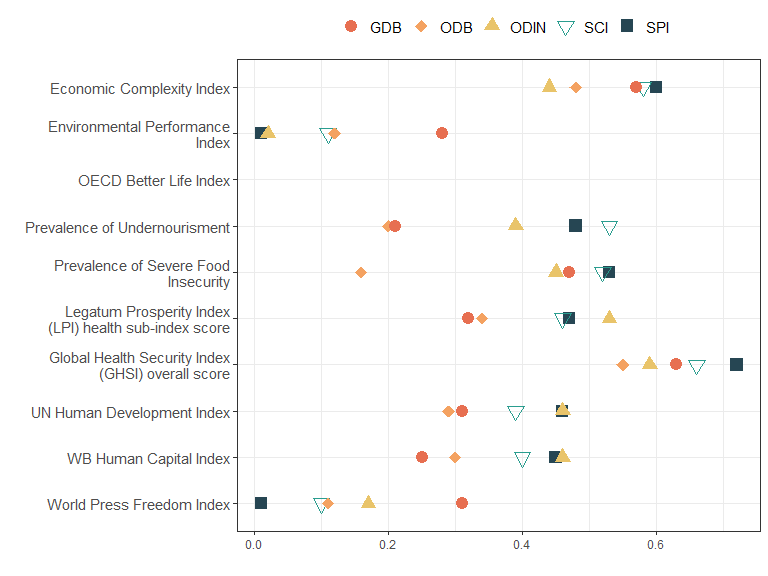 GDB ODB ODIN SCI SPI
Economic Complexity Index
Environmental Performance
Index
OECD Better Life Index
Prevalence of Undernourisment
Prevalence of Severe Food
Insecurity
Legatum Prosperity Index
(LPI) health sub-index score
Global Health Security Index
(GHSI) overall score
UN Human Development Index
WB Human Capital Index
World Press Freedom Index
0.0 0.2 0.4 0.6